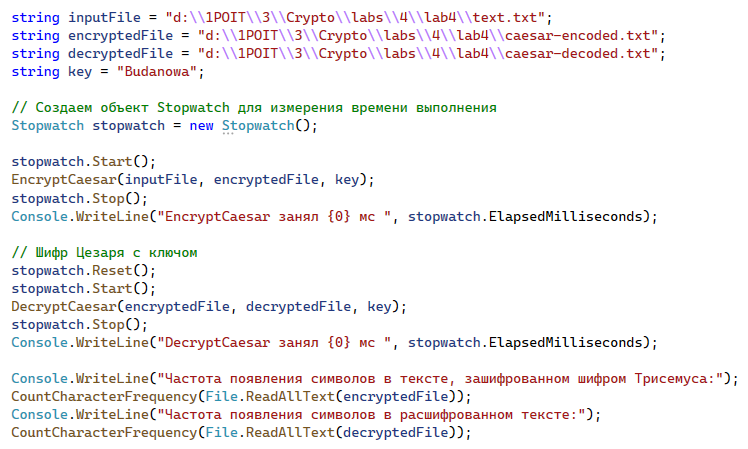 string inputFile = "d:\\1POIT\\3\\Crypto\\labs\\4\\lab4\\text.txt";
string encryptedFile = "d:\\1POIT\\3\\Crypto\\labs\\4\\lab4\\caesar-encoded.txt";
string decryptedFile = "d:\\1POIT\\3\\Crypto\\labs\\4\\lab4\\caesar-decoded.txt";
string key = "Budanowa";
// Создаем объект Stopwatch для измерения времени выполнения
Stopwatch stopwatch = new Stopwatch();
stopwatch.Start();
EncryptCaesar(inputFile, encryptedFile, key);
stopwatch.Stop();
Console.WriteLine("EncryptCaesar занял {0} мс ", stopwatch.ElapsedMilliseconds);
// Шифр Цезаря с ключом
stopwatch.Reset();
stopwatch.Start();
DecryptCaesar(encryptedFile, decryptedFile, key);
stopwatch.Stop();
Console.WriteLine("DecryptCaesar занял {0} мс ", stopwatch.ElapsedMilliseconds);
Console.WriteLine("Частота появления символов в тексте, зашифрованном шифром Трисемуса:");
CountCharacterFrequency(File.ReadAllText(encryptedFile));
Console.WriteLine("Частота появления символов в расшифрованном тексте:");
CountCharacterFrequency(File.ReadAllText(decryptedFile));